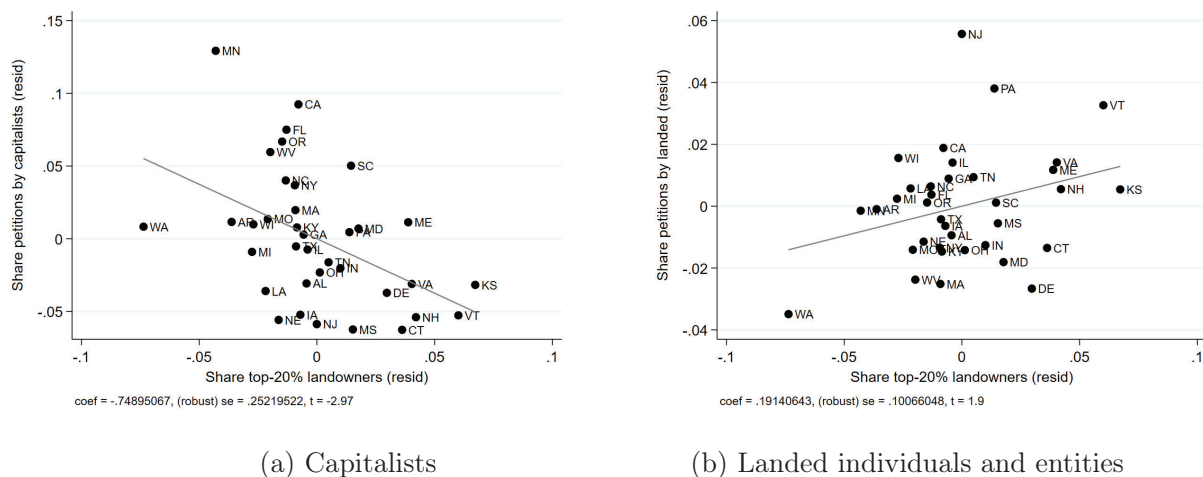 .15
.1
.05
0
-.05
Share petitions by capitalists (resid)
MN
CA
FL
OR
WV
SC
NC
NY
MA
MO
AR
WI
WA
KY
GA
MD
PA
ME
MI
TX
IL
TN
IN
OH
AL
LA
VA
KS
DE
IA
NE
NJ
NH
VT
MS
CT
-.1
-.05
0
.05
.1
Share top-20% landowners (resid)
coef = -.74895067, (robust) se = .25219522, t = -2.97
(a) Capitalists
.06
.04
.02
0
-.02
-.04
Share petitions by landed (resid)
NJ
PA
VT
CA
WI
IL
VA
ME
GA
TN
NC
LA
FL
NH
KS
MI
OR
SC
MN
AR
TX
IA
MS
AL
NE
NY
MO
KY
OH
IN
CT
MD
WV
MA
DE
WA
-.1
-.05
0
.05
.1
Share top-20% landowners (resid)
coef = .19140643, (robust) se = .10066048, t = 1.9
(b) Landed individuals and entities